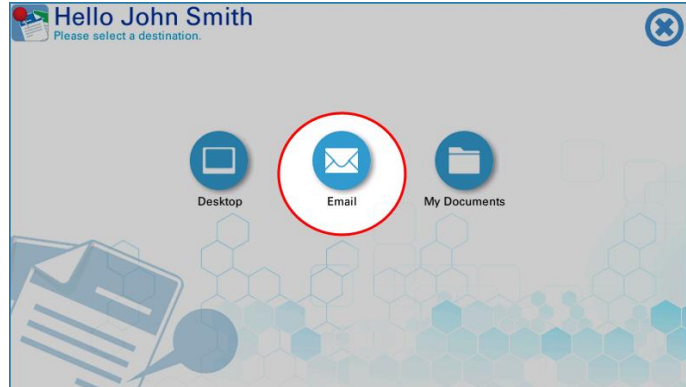 Hello John Smith
Please select a destination.
Desktop
Email
My Documents